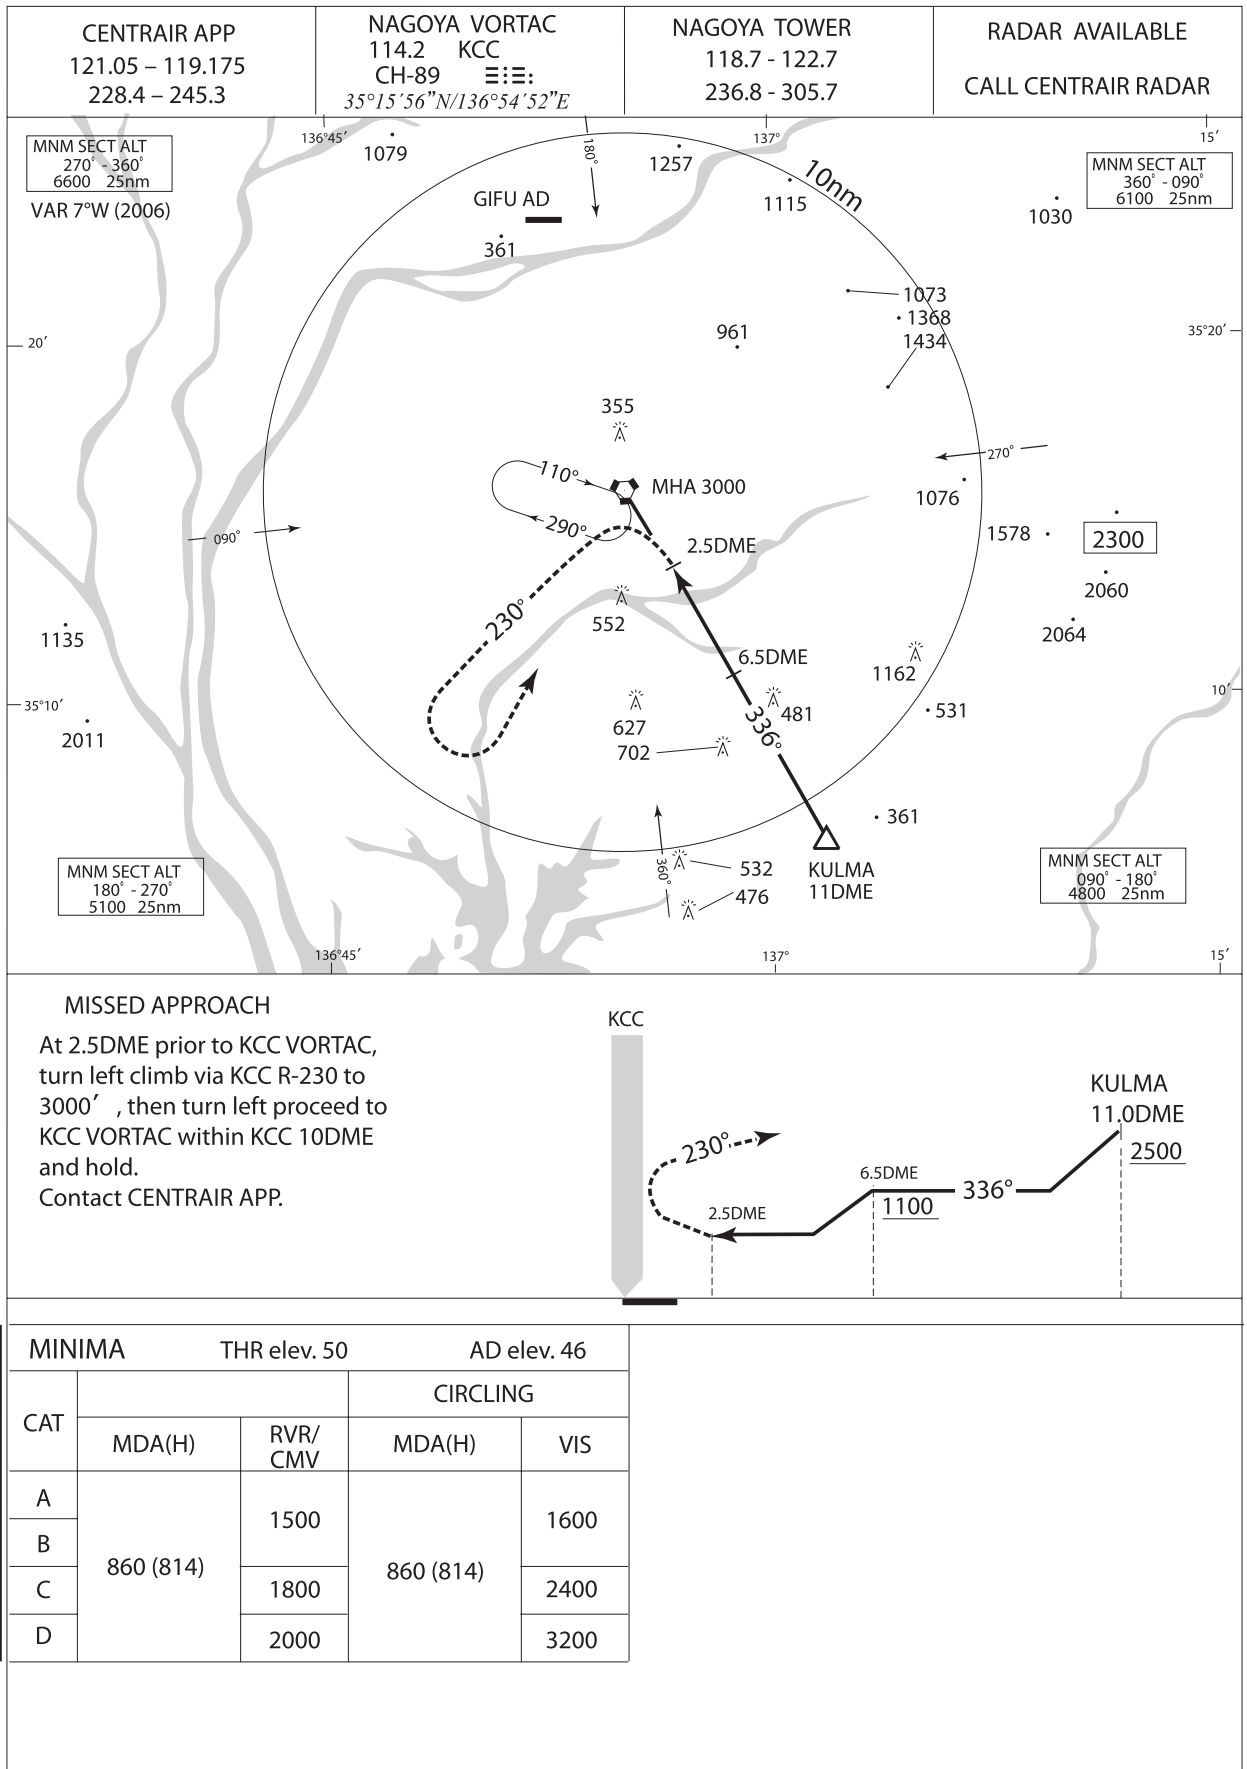 CENTRAIR APP
121.05 – 119.175
228.4 – 245.3
NAGOYA VORTAC
114.2 KCC
CH-89
35°15´56”N/136°54´52”E
NAGOYA TOWER
118.7 - 122.7
236.8 - 305.7
RADAR AVAILABLE
CALL CENTRAIR RADAR
MNM SECT ALT
270° - 360°
6600 25nm
VAR 7°W (2006)
136°45′
1079
180°
1257
137°
10nm
1115
15′
MNM SECT ALT
360° - 090°
6100 25nm
1030
GIFU AD
361
1073
1368
1434
961
20′
35°20′
355
110°
MHA 3000
290°
270°
1076
1578
2300
090°
2.5DME
2060
552
230°
2064
1135
6.5DME
1162
35°10′
10′
2011
627
481
531
702
336°
361
360°
532
476
KULMA
11DME
MNM SECT ALT
180° - 270°
5100 25nm
MNM SECT ALT
090° - 180°
4800 25nm
136°45′
137°
15′
MISSED APPROACH
At 2.5DME prior to KCC VORTAC,
turn left climb via KCC R-230 to
3000′ , then turn left proceed to
KCC VORTAC within KCC 10DME
and hold.
Contact CENTRAIR APP.
KCC
KULMA
11.0DME
2500
230°
6.5DME
336°
1100
2.5DME
MINIMA THR elev. 50 AD elev. 46
CIRCLING
CAT
MDA(H)
RVR/
CMV
MDA(H)
VIS
A
B
C
D
860 (814)
1500
1800
2000
860 (814)
1600
2400
3200